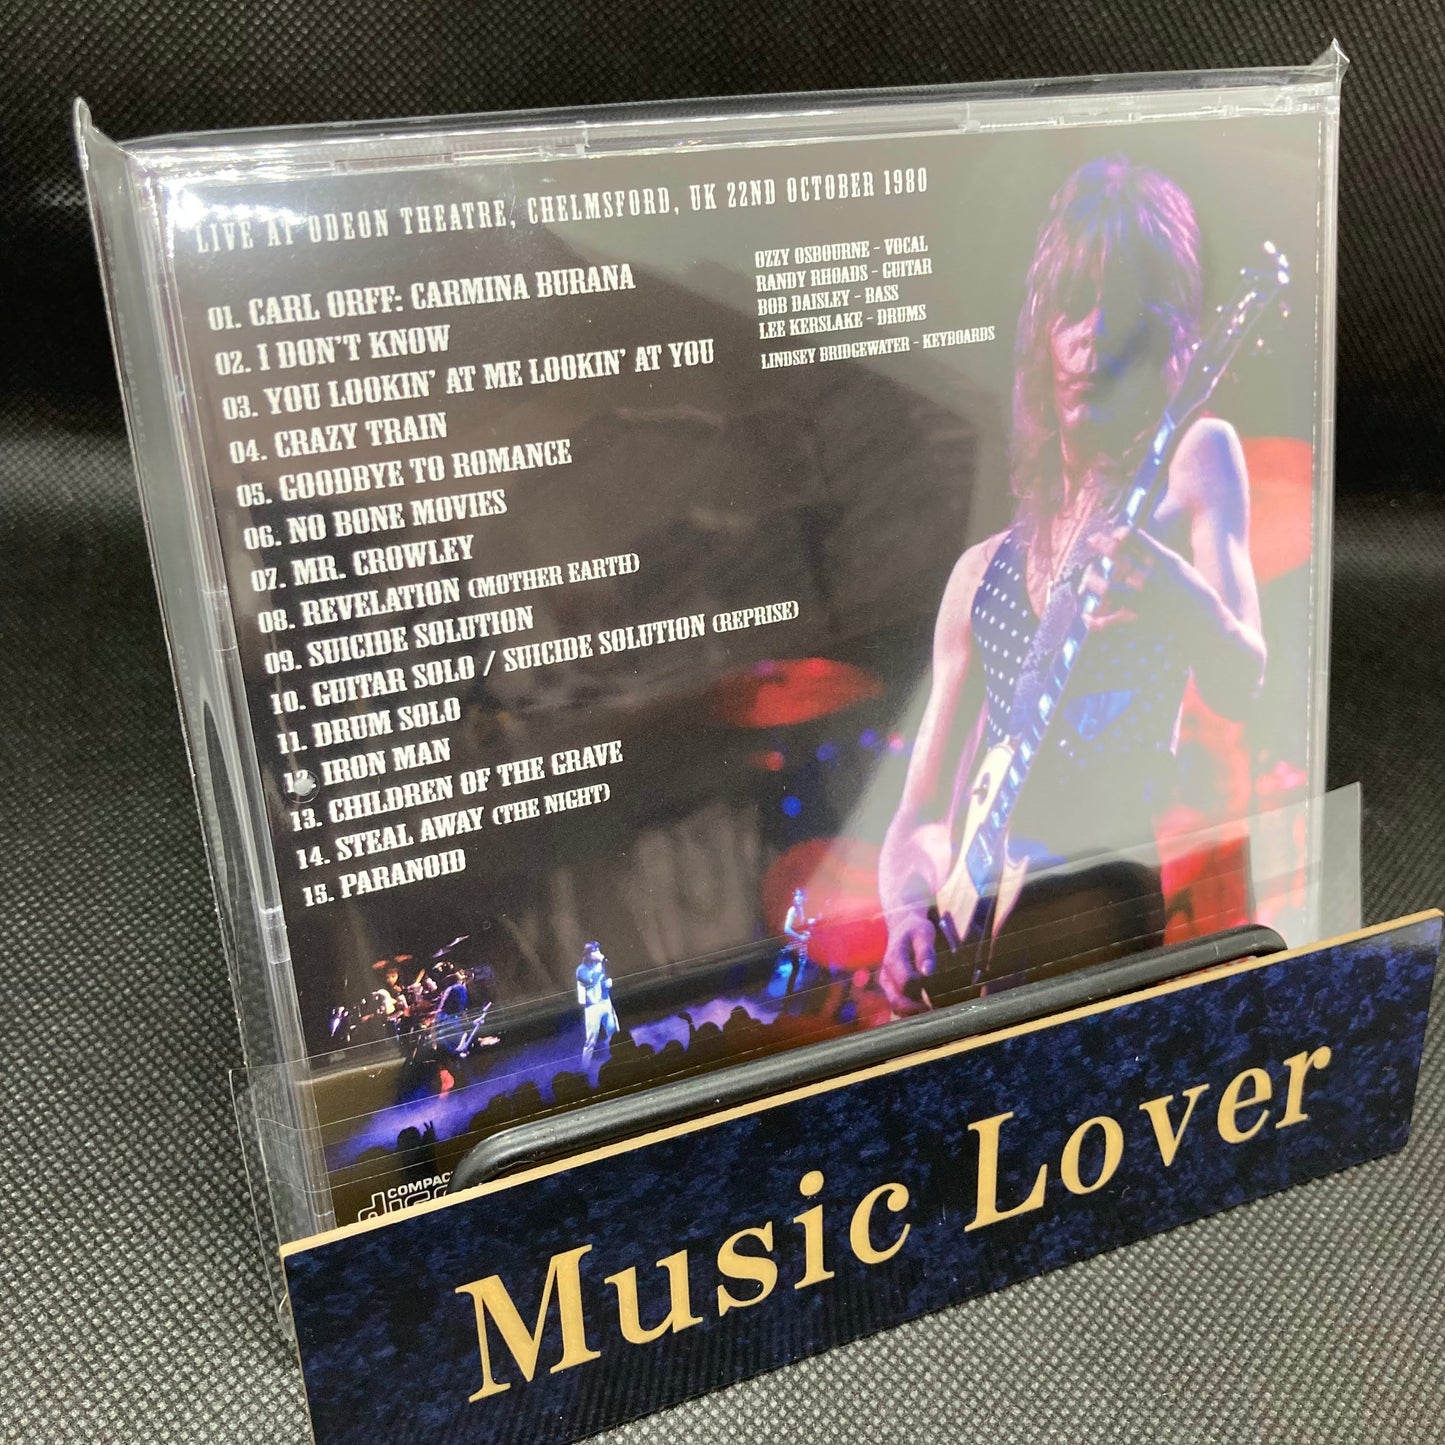 LIVE AT ODEON THEATRE, CHELMSFORD, UK 22ND OCTOBER 1980
01. CARL ORFF: CARMINA BURANA
02. I DON'T KNOW
03. YOU LOOKIN' AT ME LOOKIN' AT YOU
04. CRAZY TRAIN
05. GOODBYE TO ROMANCE
06. NO BONE MOVIES
07. MR. CROWLEY
08. REVELATION (MOTHER EARTH)
09. SUICIDE SOLUTION
10. GUITAR SOLO / SUICIDE SOLUTION (REPRISE)
11. DRUM SOLO
12. IRON MAN
13. CHILDREN OF THE GRAVE
14. STEAL AWAY (THE NIGHT)
15. PARANOID
OZZY OSBOURNE - VOCAL
RANDY RHOADS - GUITAR
BOB DAISLEY - BASS
LEE KERSLAKE - DRUMS
LINDSEY BRIDGEWATER - KEYBOARDS
Music Lover